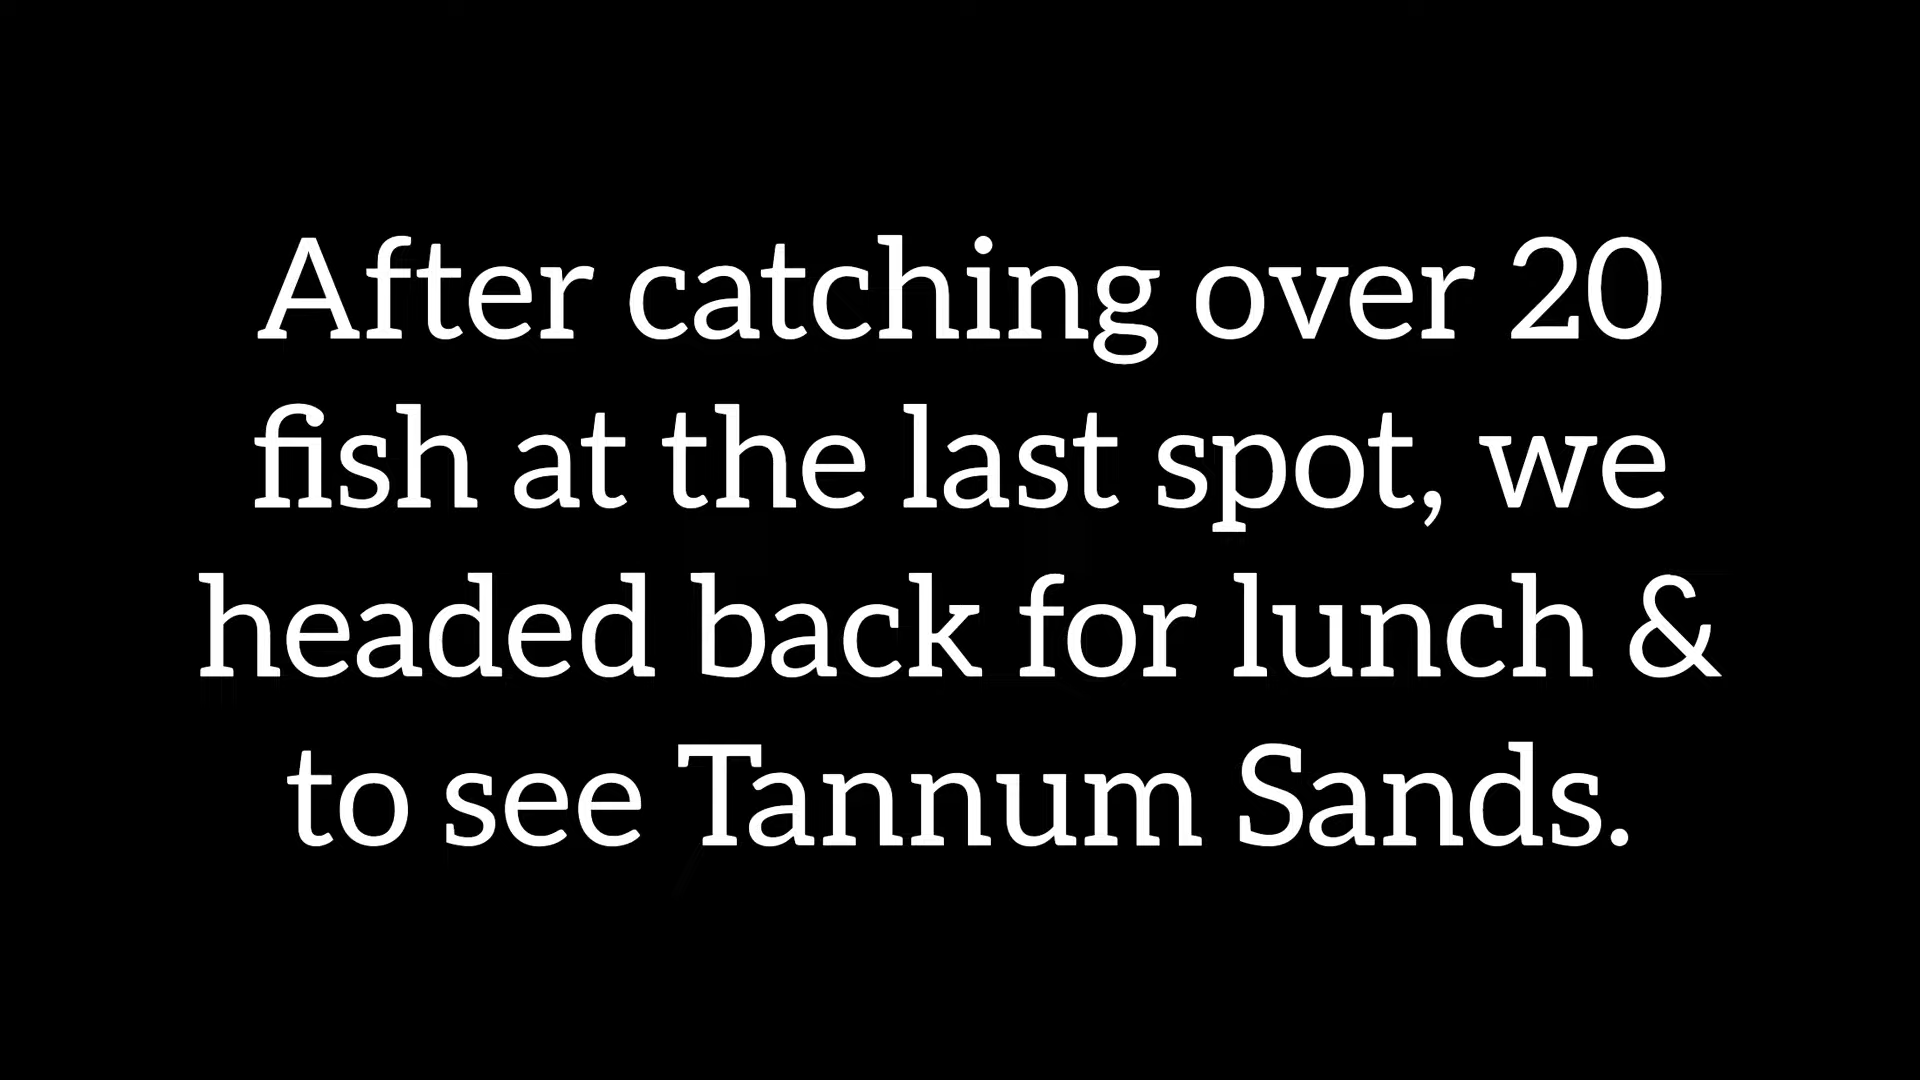 After catching over 20
fish at the last spot, we
headed back for lunch &
to see Tannum Sands.